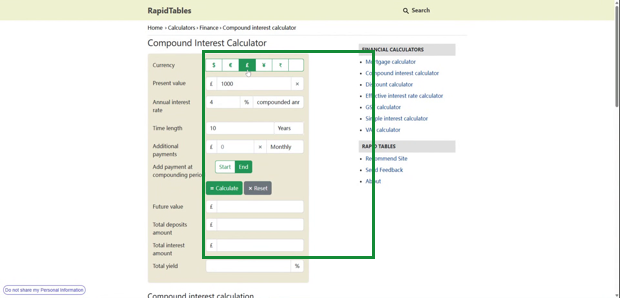 RapidTables
Search
Home › Calculators › Finance › Compound interest calculator
Compound Interest Calculator
Currency
$ € £ ¥ ₹
Present value
£ 1000 ×
Annual interest rate
4 % compounded anr
Time length
10 Years
Additional payments
£ 0 × Monthly
Add payment at compounding perio
Start End
× Calculate × Reset
Future value
£
Total deposits amount
£
Total interest amount
£
Total yield
%
Compound interest calculation
FINANCIAL CALCULATORS
Mortgage calculator
Compound interest calculator
Discount calculator
Effective interest rate calculator
calculator
Simple interest calculator
calculator
RAPID TABLES
Recommend Site
Send Feedback
About
Do not share my Personal Information